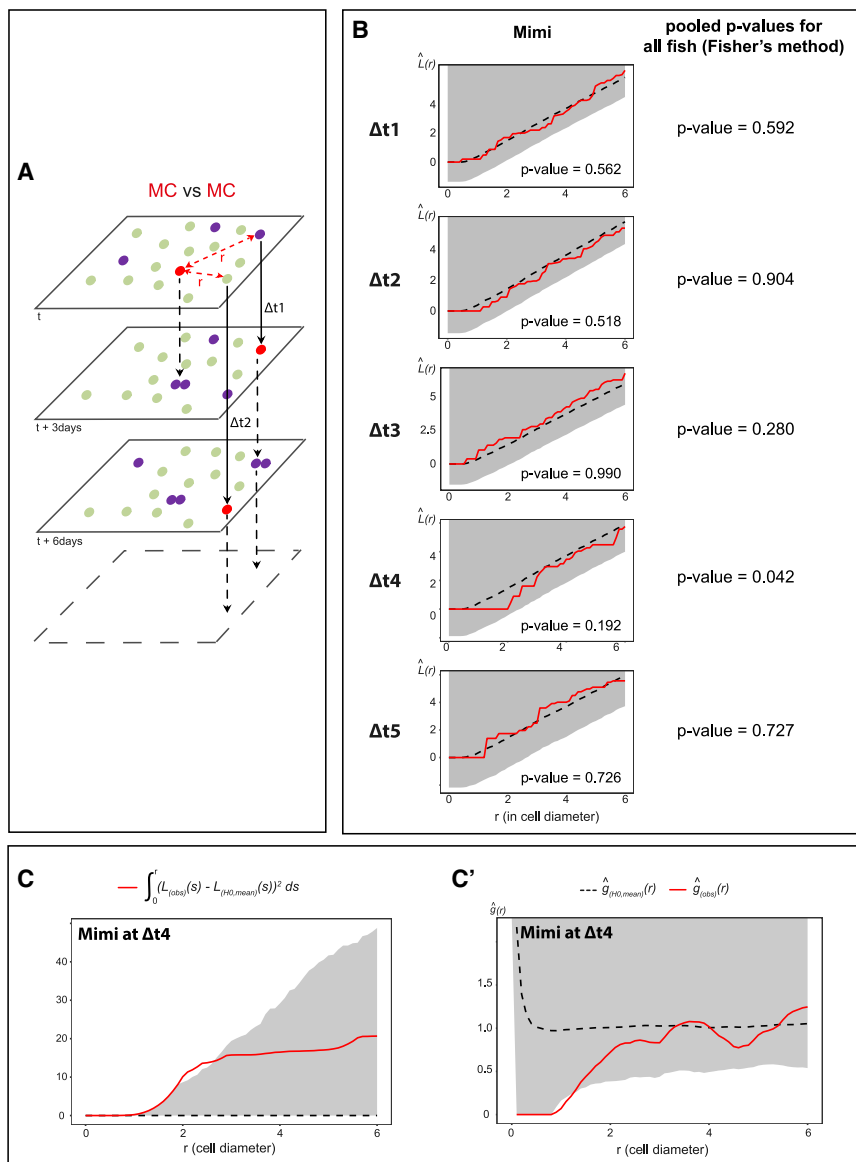 A
MC vs MC
r
r
Δt1
t
Δt2
t + 3days
t + 6days
B
Mimi
pooled p-values for
all fish (Fisher's method)
L̂(r)
Δt1
4
2
0
p-value = 0.562
0 2 4 6
p-value = 0.592
L̂(r)
Δt2
4
2
0
p-value = 0.518
0 2 4 6
p-value = 0.904
L̂(r)
Δt3
5
2.5
0
p-value = 0.990
0 2 4 6
p-value = 0.280
L̂(r)
Δt4
4
2
0
p-value = 0.192
0 2 4 6
p-value = 0.042
L̂(r)
Δt5
4
2
0
p-value = 0.726
0 2 4 6
r (in cell diameter)
p-value = 0.727
C
∫₀ʳ (L(obs)(s) - L(H0,mean)(s))² ds
Mimi at Δt4
40
30
20
10
0
0 2 4 6
r (cell diameter)
C'
ĝ(H0,mean)(r) ĝ(obs)(r)
ĝ(r)
Mimi at Δt4
1.5
1.0
0.5
0
0 2 4 6
r (cell diameter)